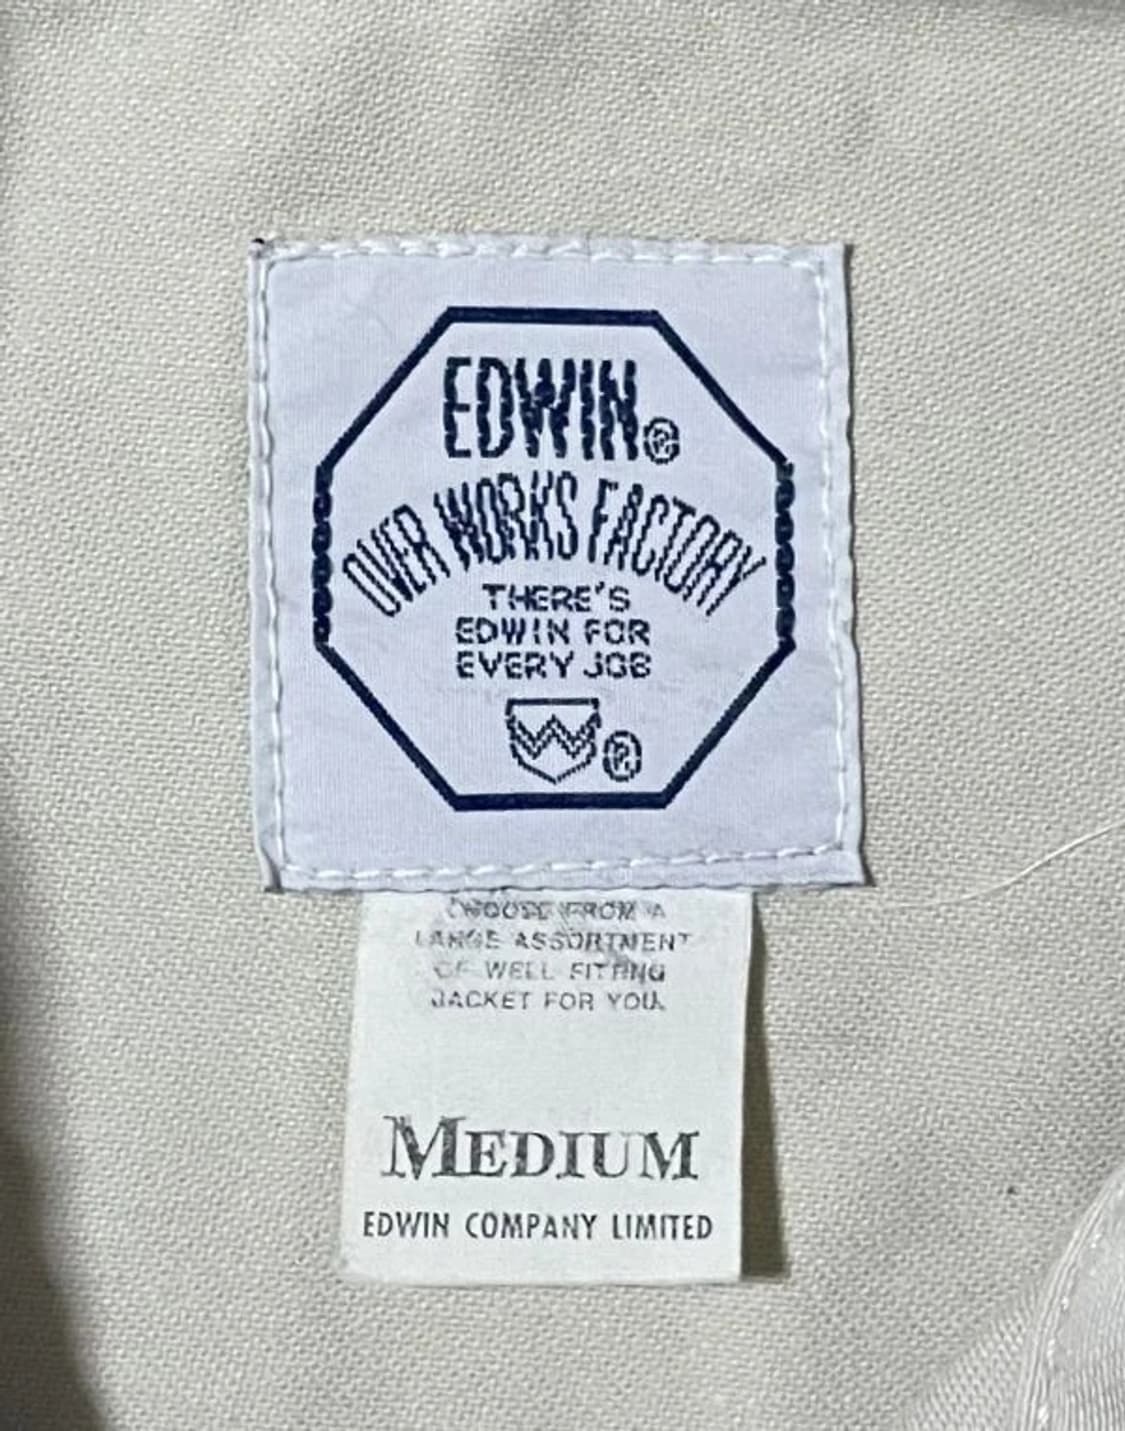 EDWIN®
OVER WORKS FACTORY
THERE'S
EDWIN FOR
EVERY JOB
W®
CHOOSE FROM A
LARGE ASSORTMENT
OF WELL FITTING
JACKET FOR YOU.
MEDIUM
EDWIN COMPANY LIMITED